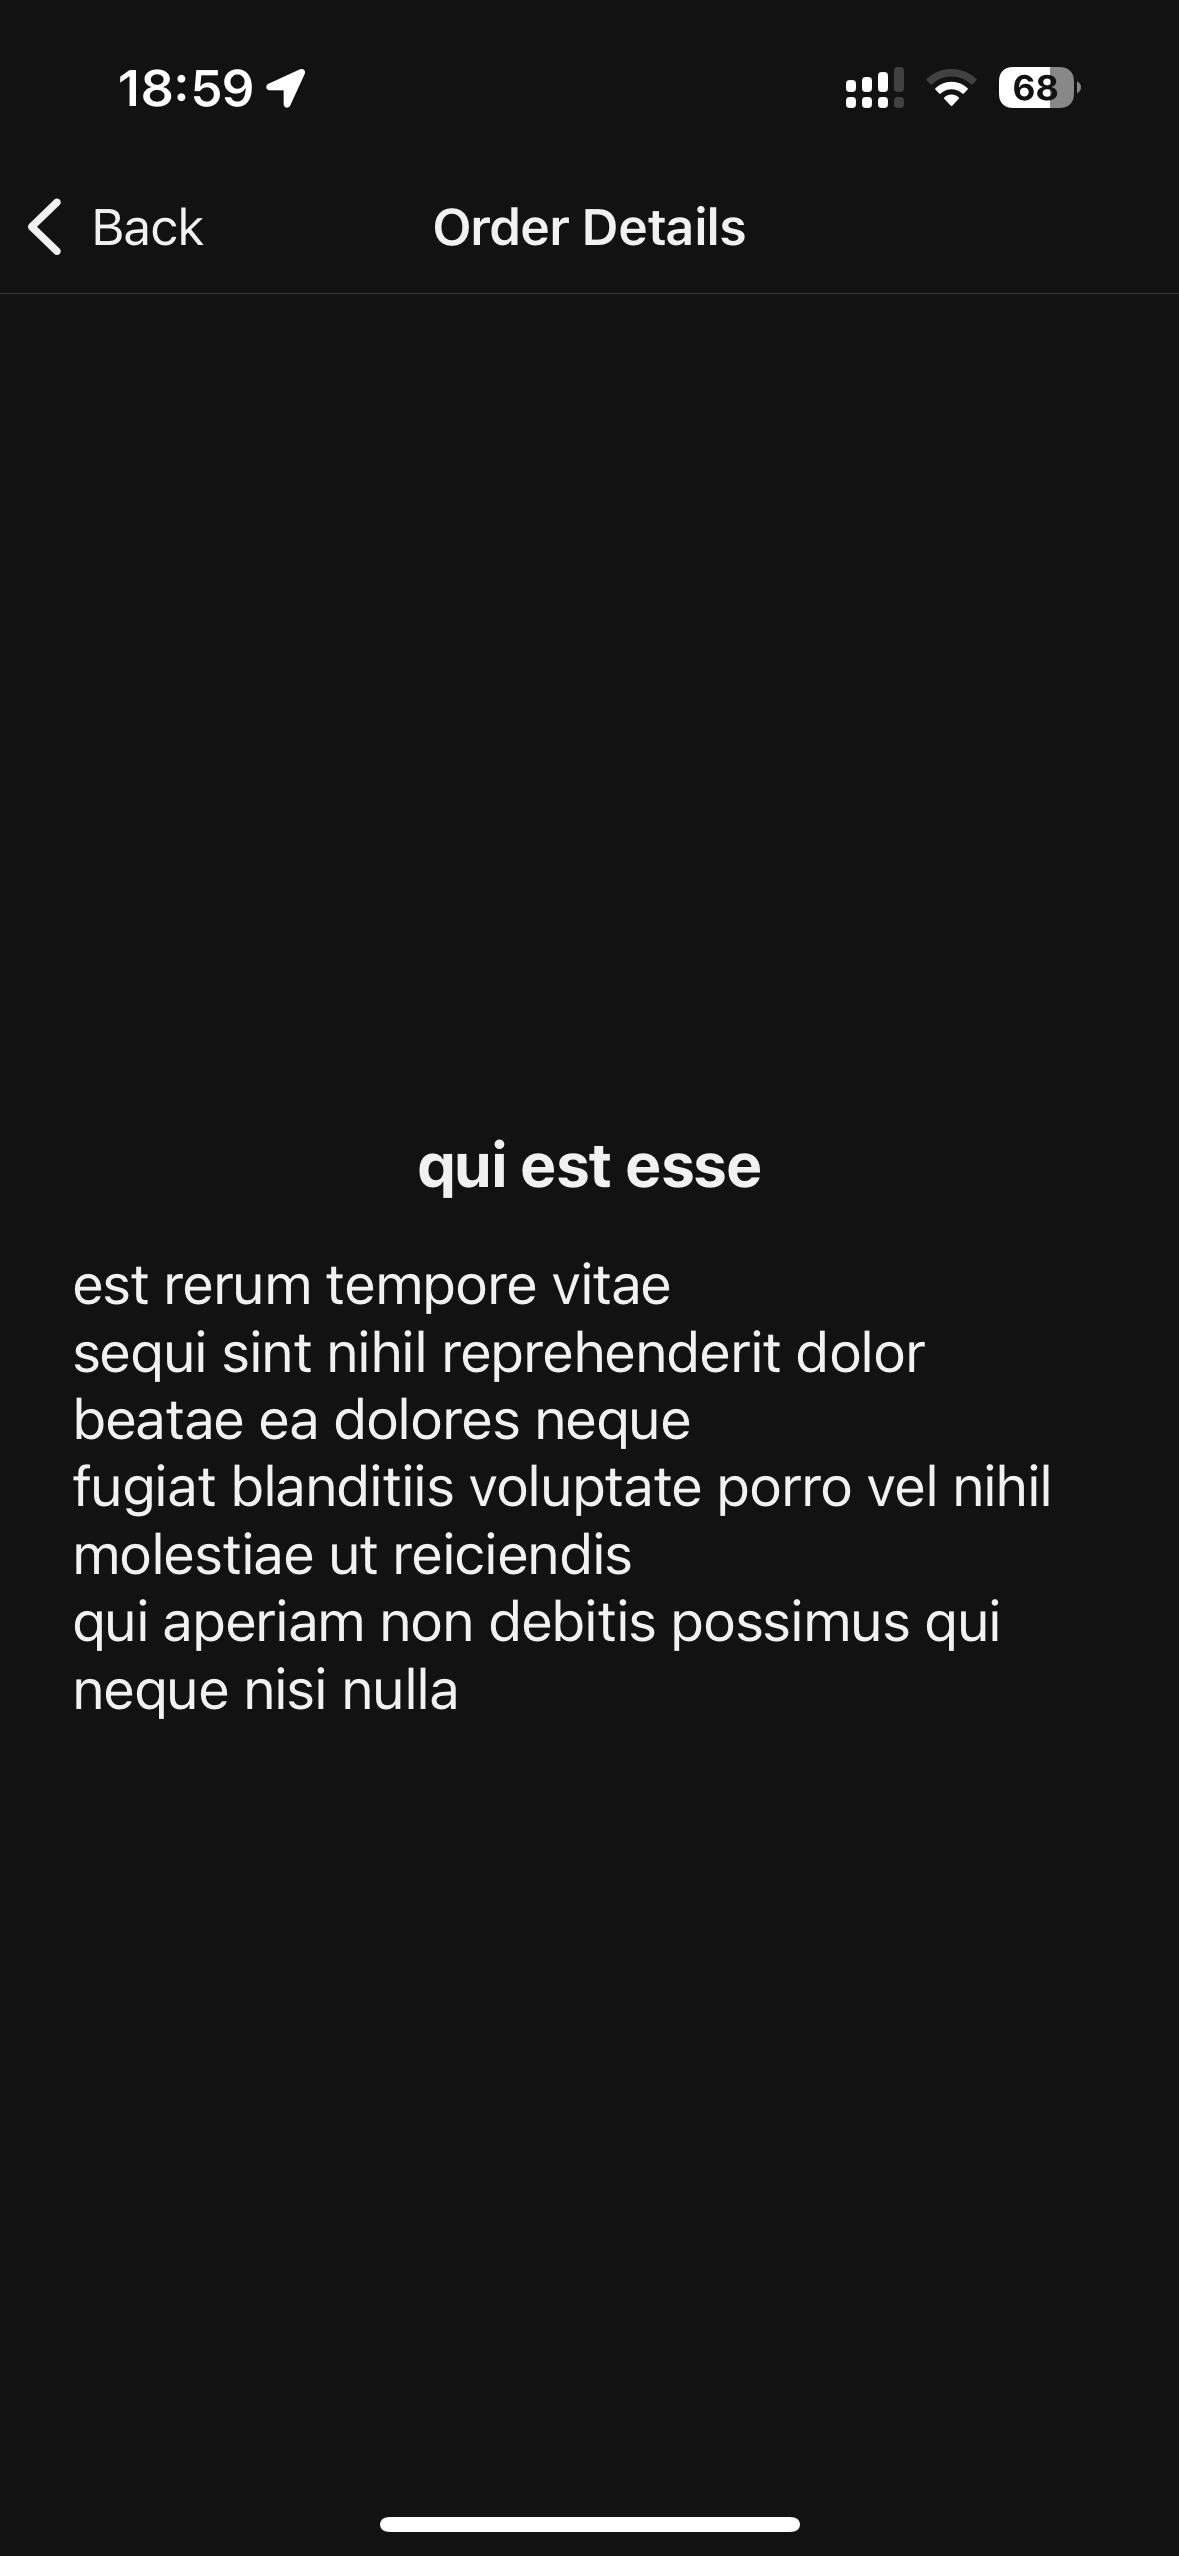 18:59
68
Back
Order Details
qui est esse
est rerum tempore vitae
sequi sint nihil reprehenderit dolor
beatae ea dolores neque
fugiat blanditiis voluptate porro vel nihil
molestiae ut reiciendis
qui aperiam non debitis possimus qui
neque nisi nulla